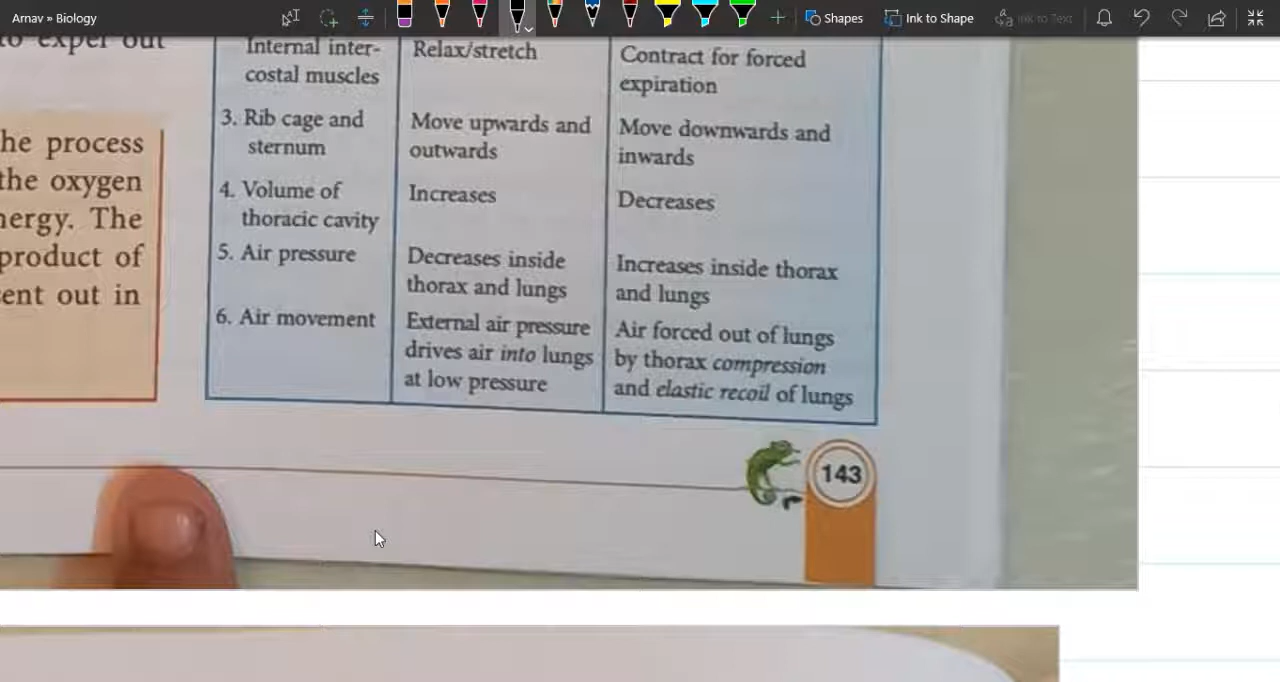 Arnav » Biology
Shapes
Ink to Shape
Ink to Text
to expel out
he process
the oxygen
nergy. The
product of
ent out in
Internal inter- Relax/stretch Contract for forced
costal muscles expiration
3. Rib cage and Move upwards and Move downwards and
sternum outwards inwards
4. Volume of Increases Decreases
thoracic cavity
5. Air pressure Decreases inside Increases inside thorax
thorax and lungs and lungs
6. Air movement External air pressure Air forced out of lungs
drives air into lungs by thorax compression
at low pressure and elastic recoil of lungs
143